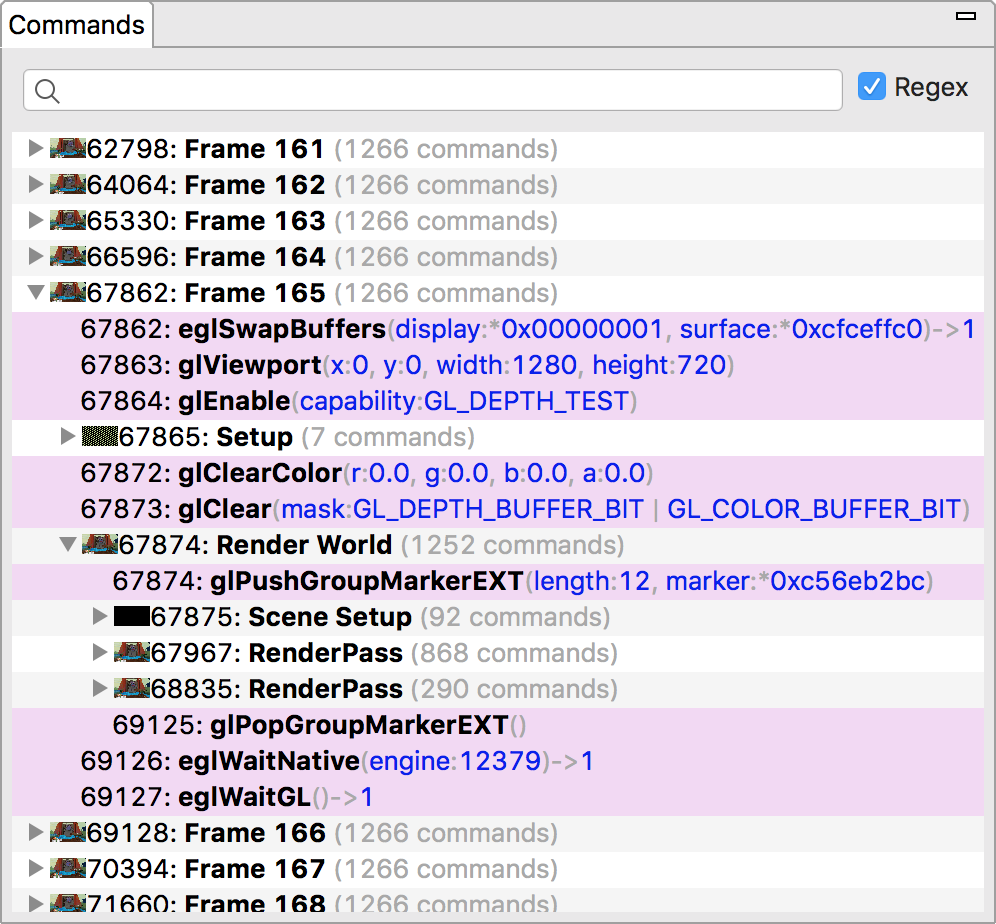 Commands
Regex
62798: Frame 161 (1266 commands)
64064: Frame 162 (1266 commands)
65330: Frame 163 (1266 commands)
66596: Frame 164 (1266 commands)
67862: Frame 165 (1266 commands)
67862: eglSwapBuffers(display:*0x00000001, surface:*0xcfceffc0)->1
67863: glViewport(x:0, y:0, width:1280, height:720)
67864: glEnable(capability:GL_DEPTH_TEST)
67865: Setup (7 commands)
67872: glClearColor(r:0.0, g:0.0, b:0.0, a:0.0)
67873: glClear(mask:GL_DEPTH_BUFFER_BIT | GL_COLOR_BUFFER_BIT)
67874: Render World (1252 commands)
67874: glPushGroupMarkerEXT(length:12, marker:*0xc56eb2bc)
67875: Scene Setup (92 commands)
67967: RenderPass (868 commands)
68835: RenderPass (290 commands)
69125: glPopGroupMarkerEXT()
69126: eglWaitNative(engine:12379)->1
69127: eglWaitGL()->1
69128: Frame 166 (1266 commands)
70394: Frame 167 (1266 commands)
71660: Frame 168 (1266 commands)